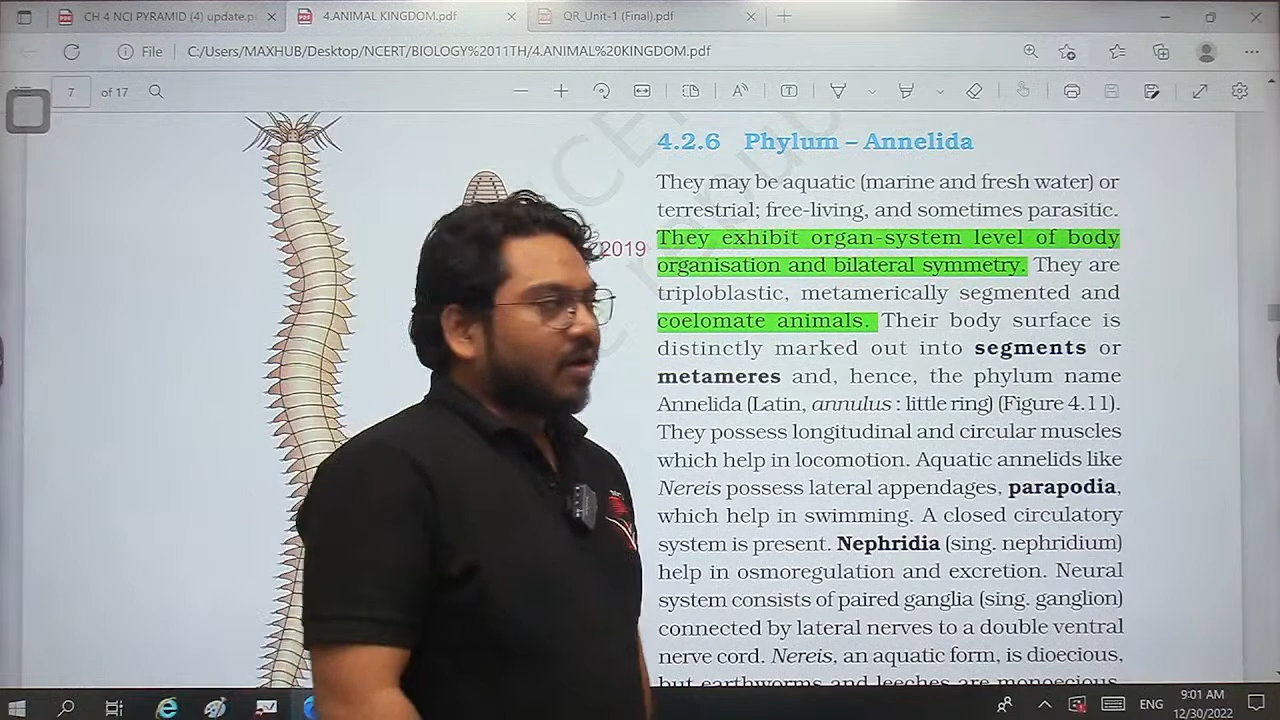 CH 4 NCI PYRAMID (4) update.p
4.ANIMAL KINGDOM.pdf
QR_Unit-1 (Final).pdf
File
C:/Users/MAXHUB/Desktop/NCERT/BIOLOGY%2011TH/4.ANIMAL%20KINGDOM.pdf
7 of 17
4.2.6 Phylum – Annelida
They may be aquatic (marine and fresh water) or
terrestrial; free-living, and sometimes parasitic.
2019
They exhibit organ-system level of body
organisation and bilateral symmetry. They are
triploblastic, metamerically segmented and
coelomate animals. Their body surface is
distinctly marked out into segments or
metameres and, hence, the phylum name
Annelida (Latin, annulus : little ring) (Figure 4.11).
They possess longitudinal and circular muscles
which help in locomotion. Aquatic annelids like
Nereis possess lateral appendages, parapodia,
which help in swimming. A closed circulatory
system is present. Nephridia (sing. nephridium)
help in osmoregulation and excretion. Neural
system consists of paired ganglia (sing. ganglion)
connected by lateral nerves to a double ventral
nerve cord. Nereis, an aquatic form, is dioecious,
but earthworms and leeches are monoecious.
ENG
9:01 AM
12/30/2022